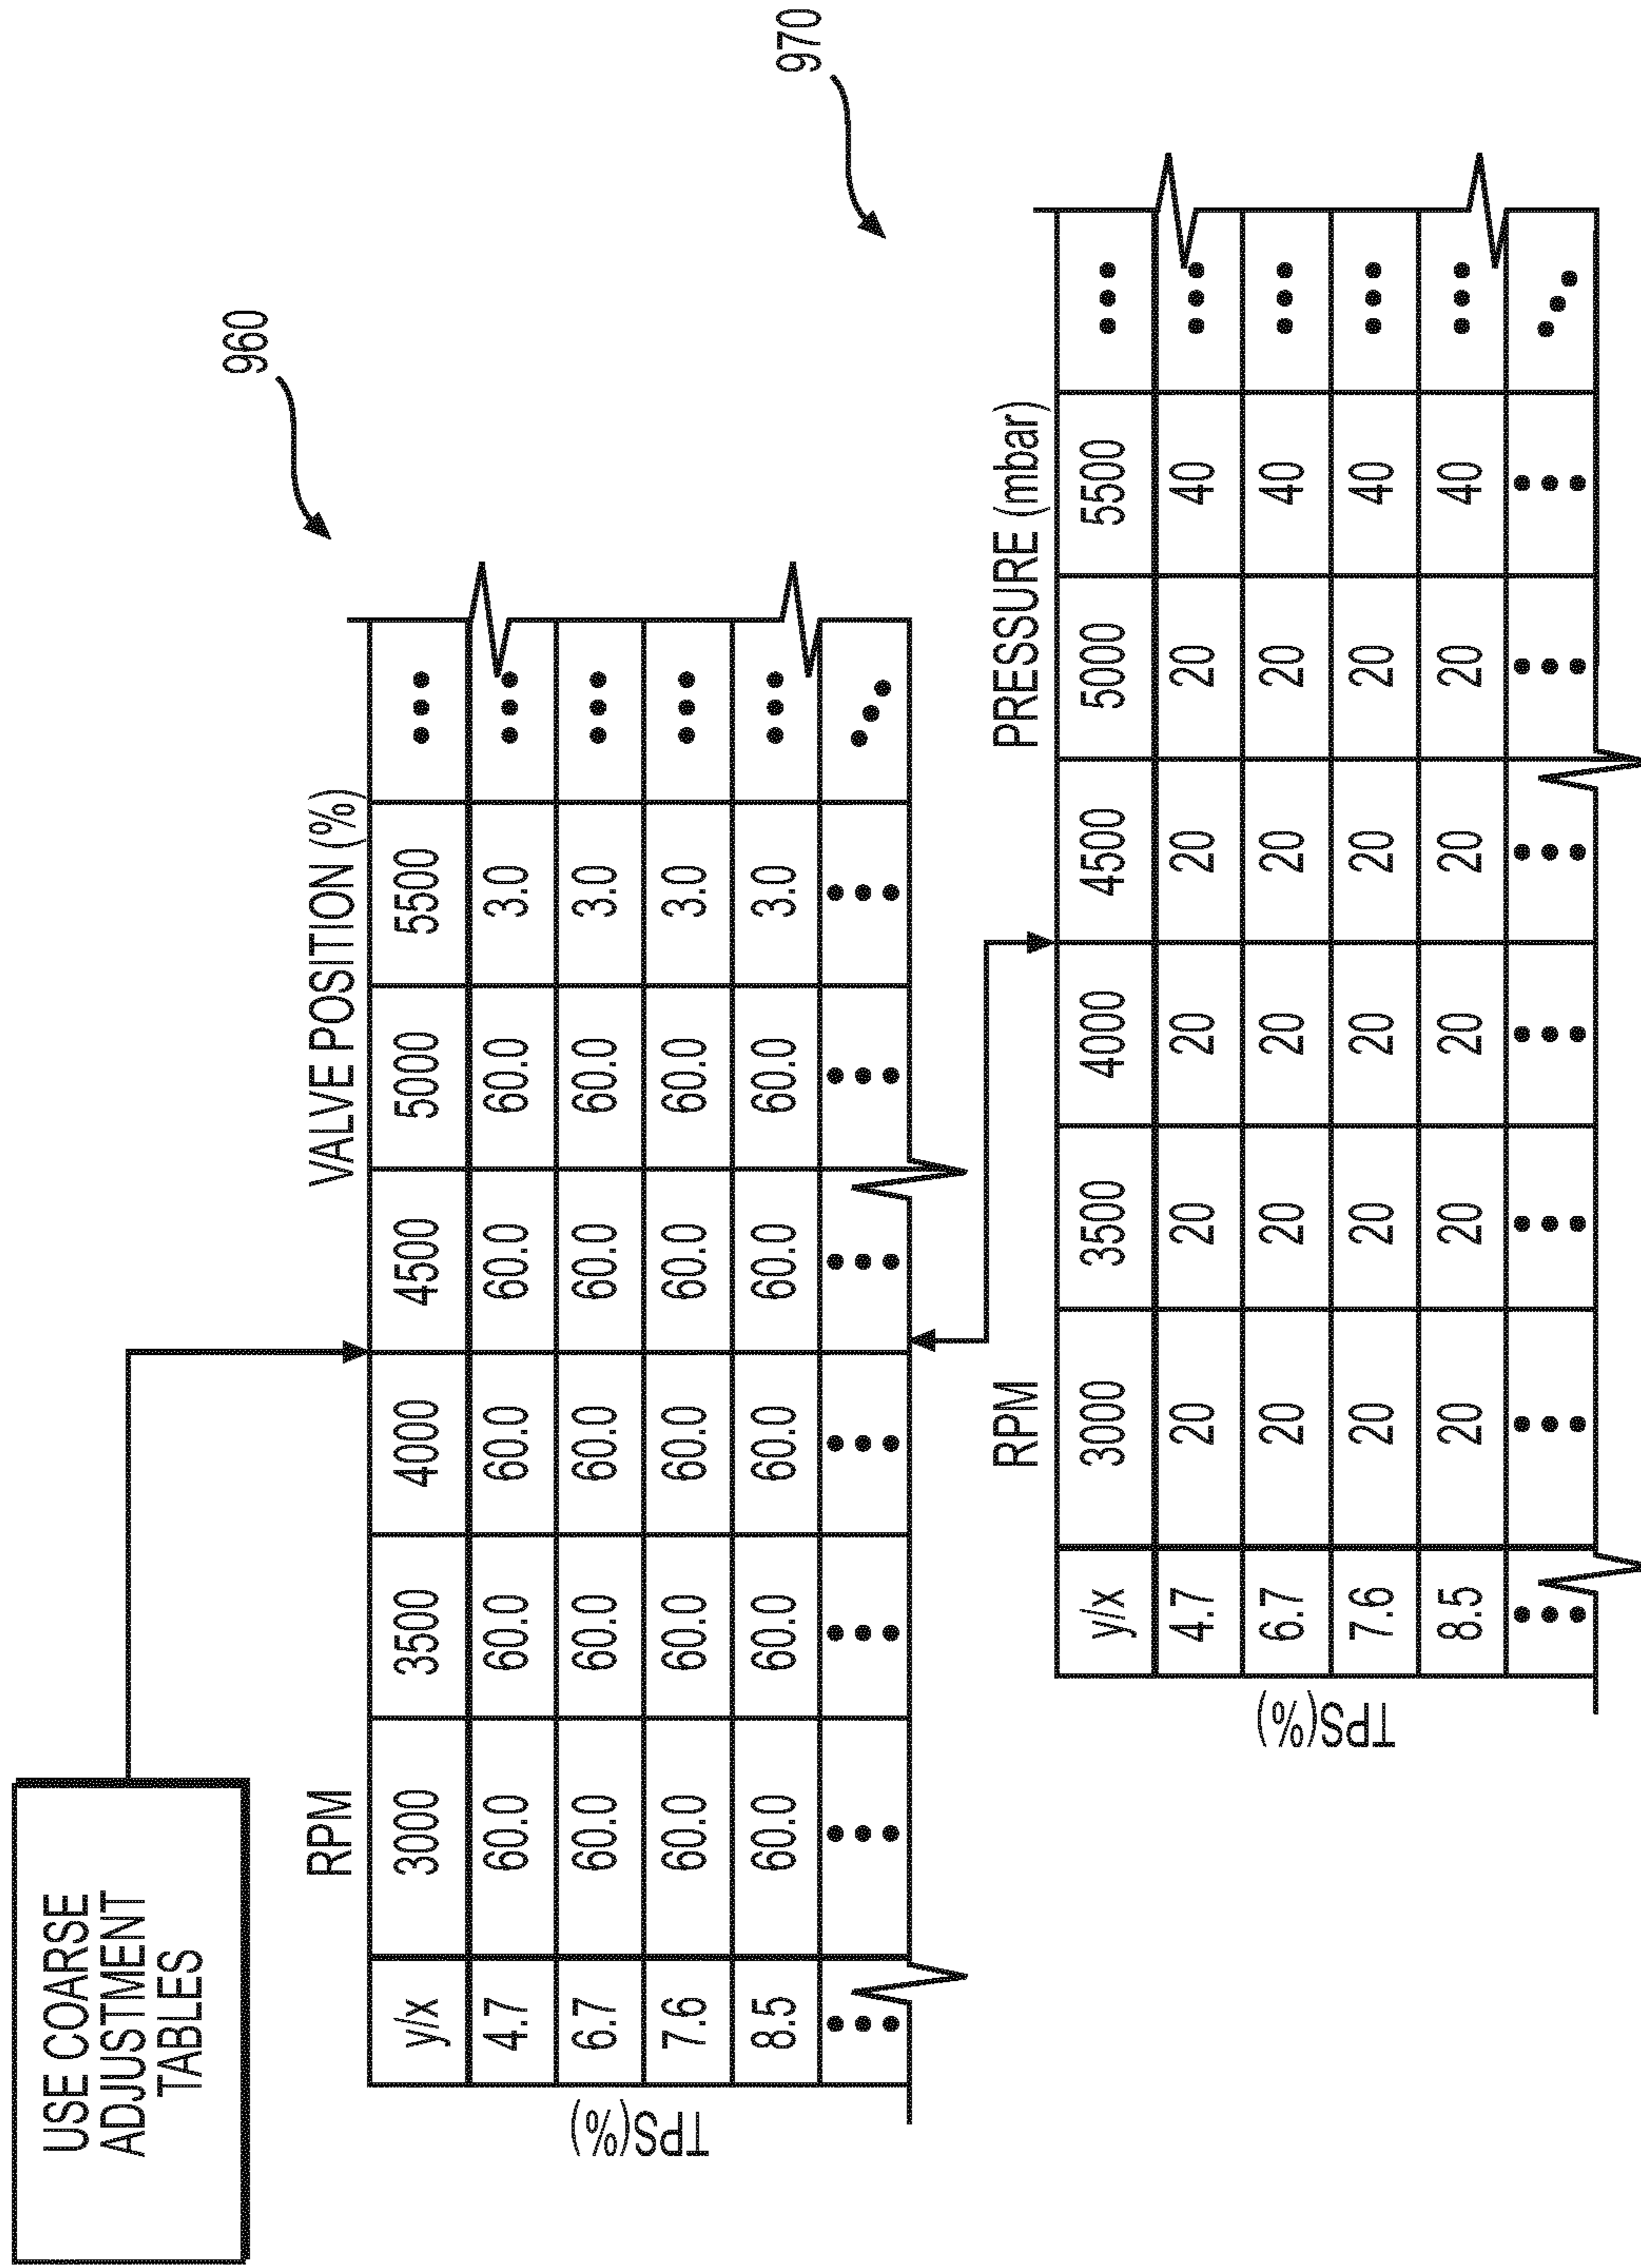 USE COARSE
ADJUSTMENT
TABLES
960
RPM VALVE POSITION (%)
TPS(%)
y/x 3000 3500 4000 4500 5000 5500 •••
4.7 60.0 60.0 60.0 60.0 60.0 3.0 •••
6.7 60.0 60.0 60.0 60.0 60.0 3.0 •••
7.6 60.0 60.0 60.0 60.0 60.0 3.0 •••
8.5 60.0 60.0 60.0 60.0 60.0 3.0 •••
970
RPM PRESSURE (mbar)
TPS(%)
y/x 3000 3500 4000 4500 5000 5500 •••
4.7 20 20 20 20 20 40 •••
6.7 20 20 20 20 20 40 •••
7.6 20 20 20 20 20 40 •••
8.5 20 20 20 20 20 40 •••